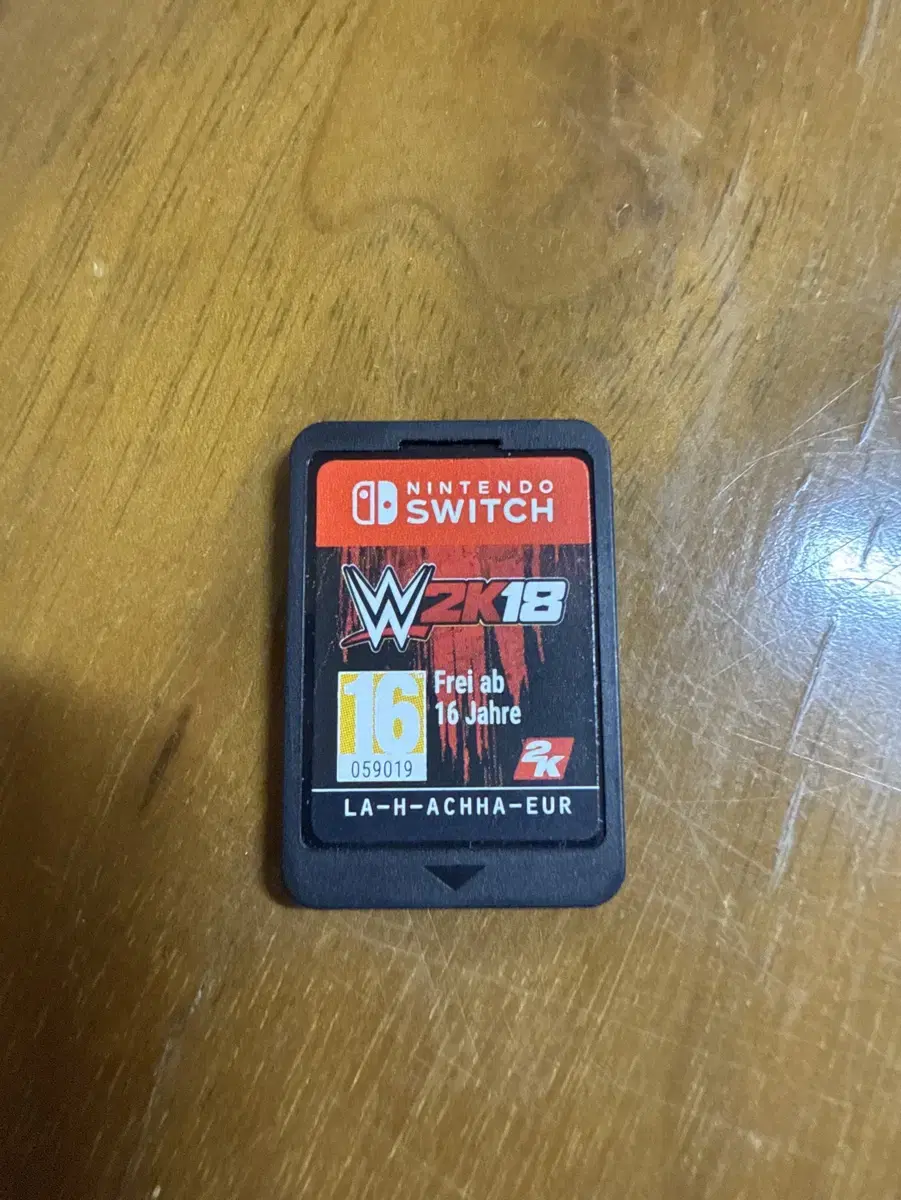 NINTENDO
SWITCH
W2K18
16
Frei ab
16 Jahre
059019
2K
LA-H-ACHHA-EUR